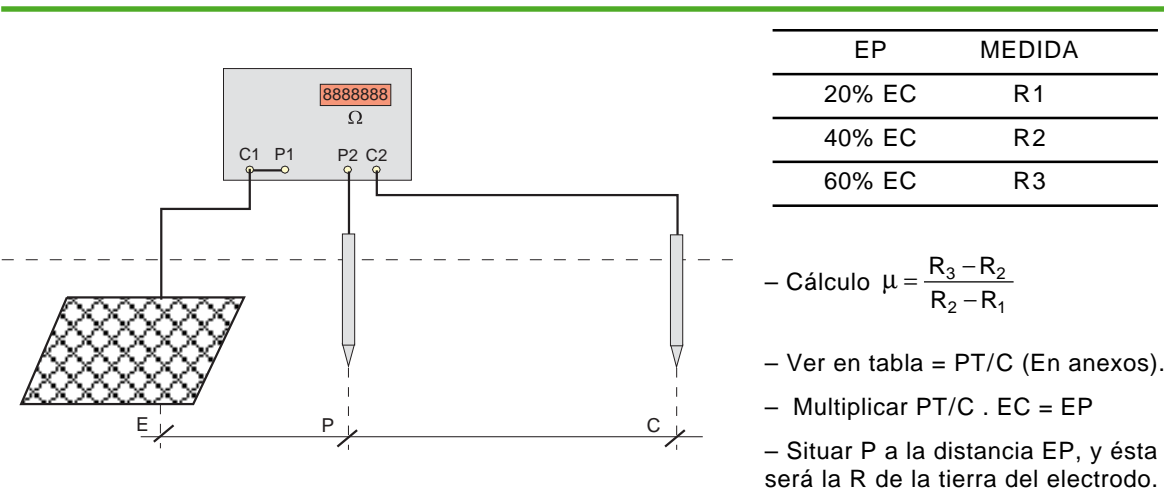 8888888
Ω
C1 P1 P2 C2
E P C
EP MEDIDA
20% EC R1
40% EC R2
60% EC R3
– Cálculo μ = (R₃ – R₂) / (R₂ – R₁)
– Ver en tabla = PT/C (En anexos).
– Multiplicar PT/C . EC = EP
– Situar P a la distancia EP, y ésta
será la R de la tierra del electrodo.